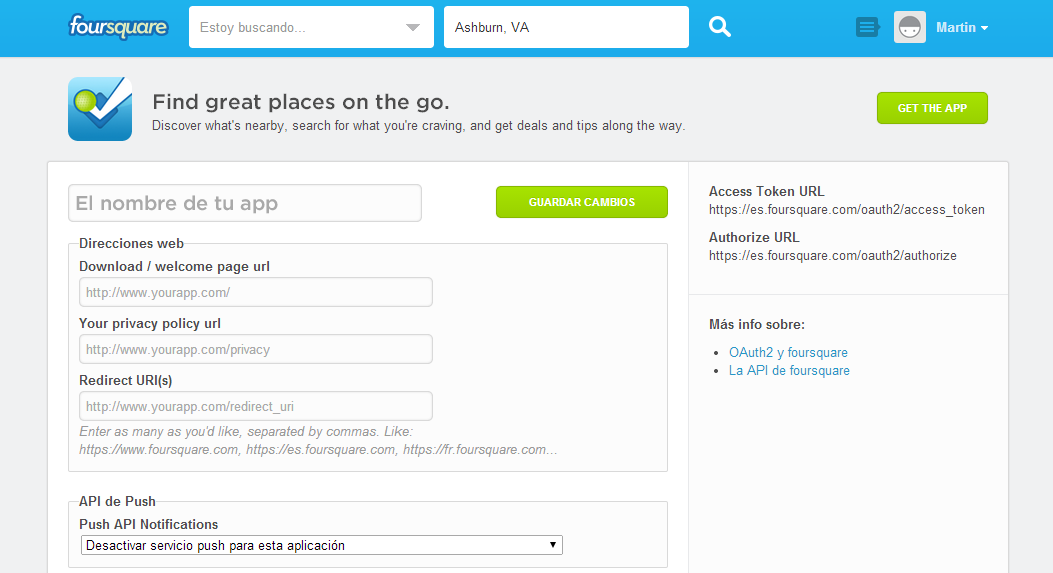 foursquare
Estoy buscando...
Ashburn, VA
Martin
Find great places on the go.
Discover what's nearby, search for what you're craving, and get deals and tips along the way.
GET THE APP
El nombre de tu app
GUARDAR CAMBIOS
Direcciones web
Download / welcome page url
http://www.yourapp.com/
Your privacy policy url
http://www.yourapp.com/privacy
Redirect URI(s)
http://www.yourapp.com/redirect_uri
Enter as many as you'd like, separated by commas. Like:
https://www.foursquare.com, https://es.foursquare.com, https://fr.foursquare.com...
API de Push
Push API Notifications
Desactivar servicio push para esta aplicación
Access Token URL
https://es.foursquare.com/oauth2/access_token
Authorize URL
https://es.foursquare.com/oauth2/authorize
Más info sobre:
OAuth2 y foursquare
La API de foursquare